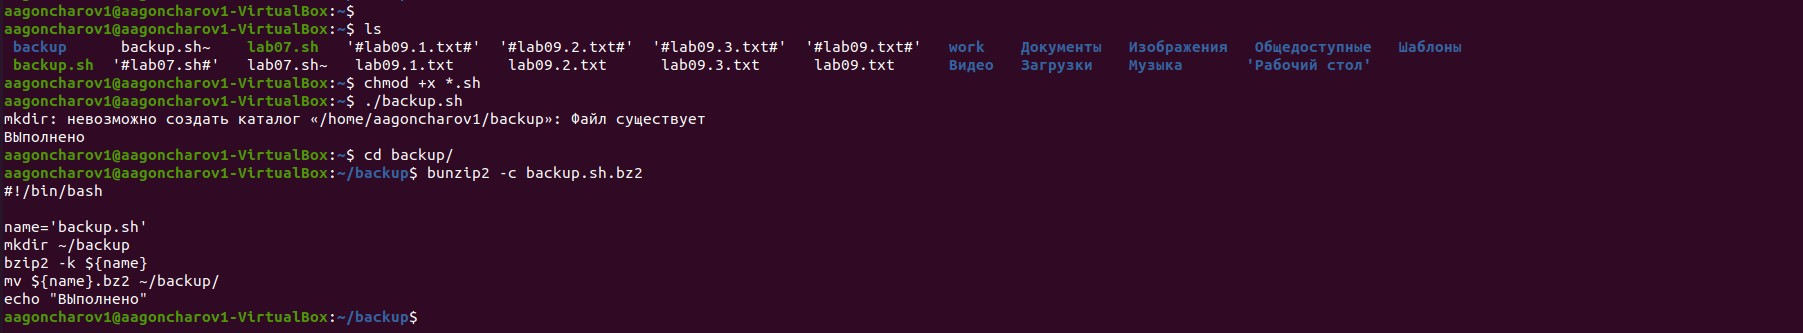 aagoncharov1@aagoncharov1-VirtualBox:~$
aagoncharov1@aagoncharov1-VirtualBox:~$ ls
backup backup.sh~ lab07.sh '#lab09.1.txt#' '#lab09.2.txt#' '#lab09.3.txt#' '#lab09.txt#' work Документы Изображения Общедоступные Шаблоны
backup.sh '#lab07.sh#' lab07.sh~ lab09.1.txt lab09.2.txt lab09.3.txt lab09.txt Видео Загрузки Музыка 'Рабочий стол'
aagoncharov1@aagoncharov1-VirtualBox:~$ chmod +x *.sh
aagoncharov1@aagoncharov1-VirtualBox:~$ ./backup.sh
mkdir: невозможно создать каталог «/home/aagoncharov1/backup»: Файл существует
ВЫполнено
aagoncharov1@aagoncharov1-VirtualBox:~$ cd backup/
aagoncharov1@aagoncharov1-VirtualBox:~/backup$ bunzip2 -c backup.sh.bz2
#!/bin/bash
name='backup.sh'
mkdir ~/backup
bzip2 -k ${name}
mv ${name}.bz2 ~/backup/
echo "ВЫполнено"
aagoncharov1@aagoncharov1-VirtualBox:~/backup$